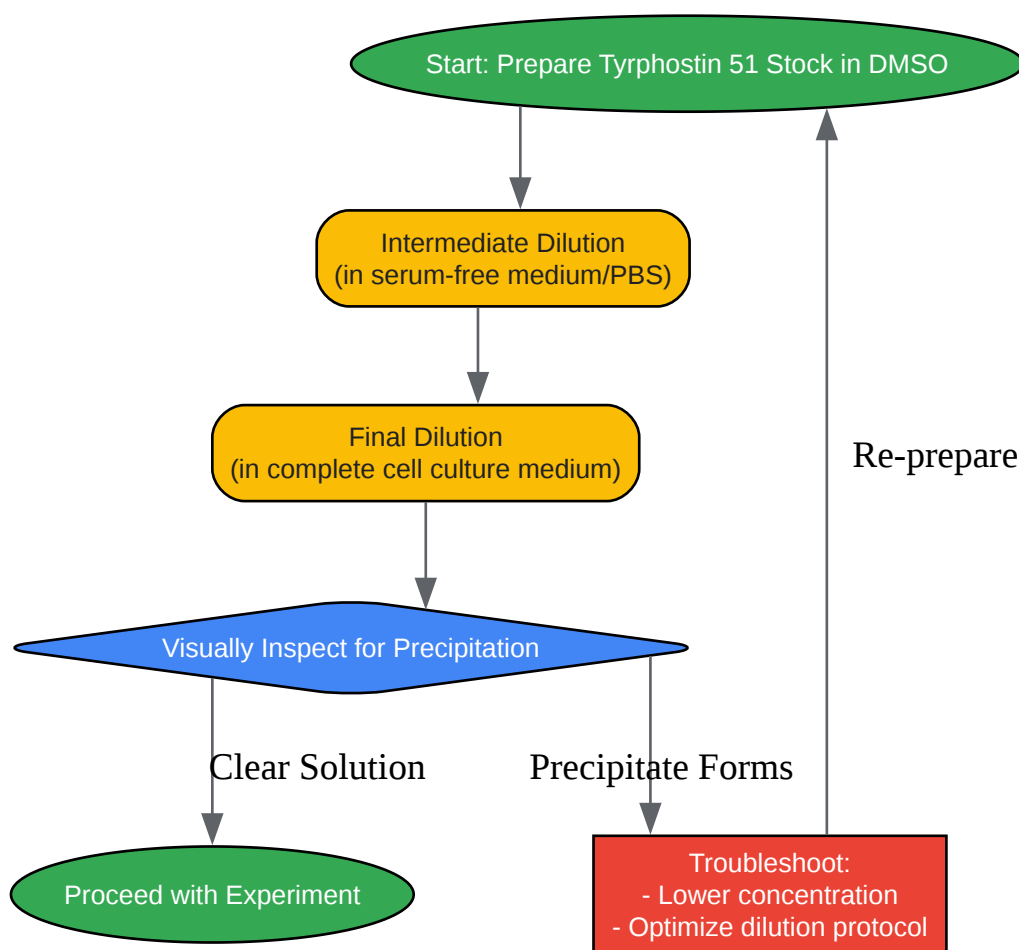 Start: Prepare Tyrphostin 51 Stock in DMSO
Intermediate Dilution
(in serum-free medium/PBS)
Final Dilution
(in complete cell culture medium)
Re-prepare
Visually Inspect for Precipitation
Clear Solution
Precipitate Forms
Proceed with Experiment
Troubleshoot:
- Lower concentration
- Optimize dilution protocol